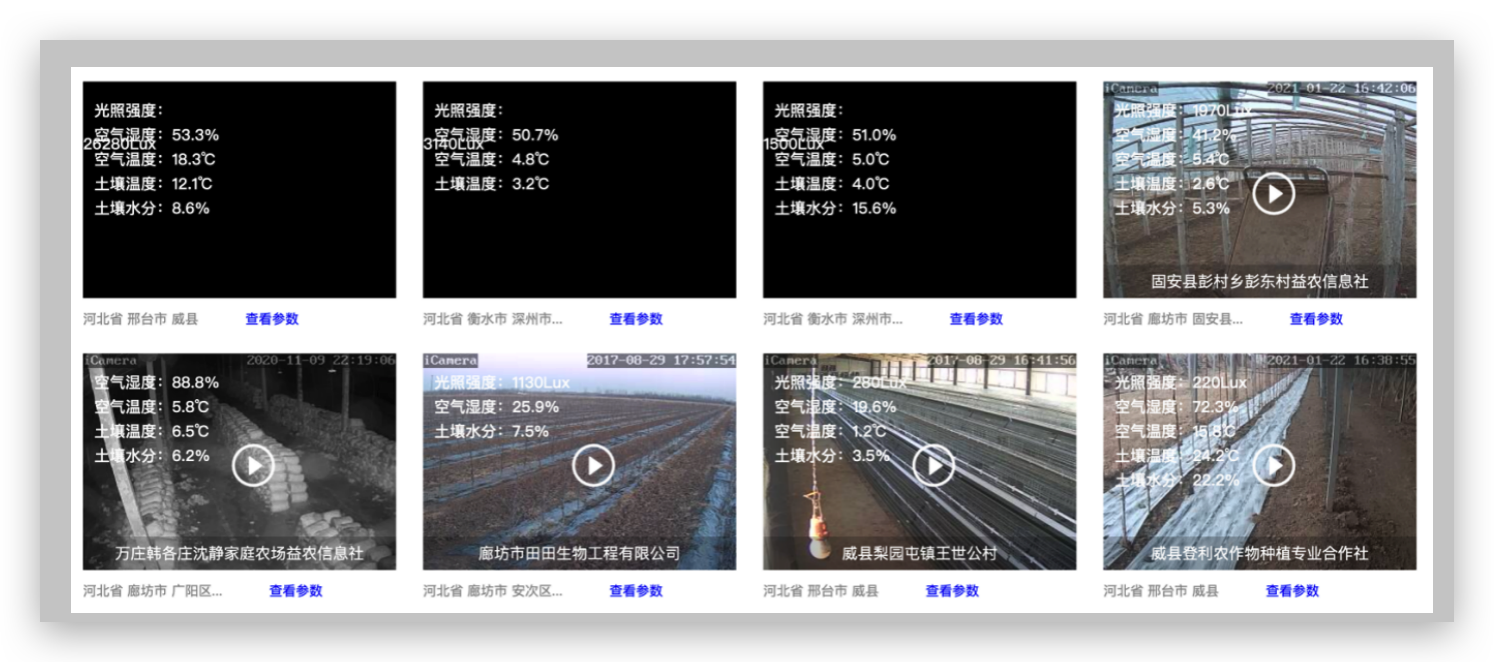 光照强度：
空气湿度：53.3%
26280Lux
空气温度：18.3℃
土壤温度：12.1℃
土壤水分：8.6%
河北省 邢台市 威县
查看参数
光照强度：
空气湿度：50.7%
3140Lux
空气温度：4.8℃
土壤温度：3.2℃
河北省 衡水市 深州市...
查看参数
光照强度：
空气湿度：51.0%
1500Lux
空气温度：5.0℃
土壤温度：4.0℃
土壤水分：15.6%
河北省 衡水市 深州市...
查看参数
iCamera
2021-01-22 16:42:06
光照强度：1970Lux
空气湿度：41.2%
空气温度：5.4℃
土壤温度：2.6℃
土壤水分：5.3%
固安县彭村乡彭东村益农信息社
河北省 廊坊市 固安县...
查看参数
iCamera
2020-11-09 22:19:06
空气湿度：88.8%
空气温度：5.8℃
土壤温度：6.5℃
土壤水分：6.2%
万庄韩各庄沈静家庭农场益农信息社
河北省 廊坊市 广阳区...
查看参数
iCamera
2017-08-29 17:57:54
光照强度：1130Lux
空气湿度：25.9%
土壤水分：7.5%
廊坊市田田生物工程有限公司
河北省 廊坊市 安次区...
查看参数
iCamera
2017-08-29 16:41:56
光照强度：280Lux
空气湿度：19.6%
空气温度：1.2℃
土壤水分：3.5%
威县梨园屯镇王世公村
河北省 邢台市 威县
查看参数
iCamera
2021-01-22 16:38:55
光照强度：220Lux
空气湿度：72.3%
空气温度：15.8℃
土壤温度：24.2℃
土壤水分：22.2%
威县登利农作物种植专业合作社
河北省 邢台市 威县
查看参数